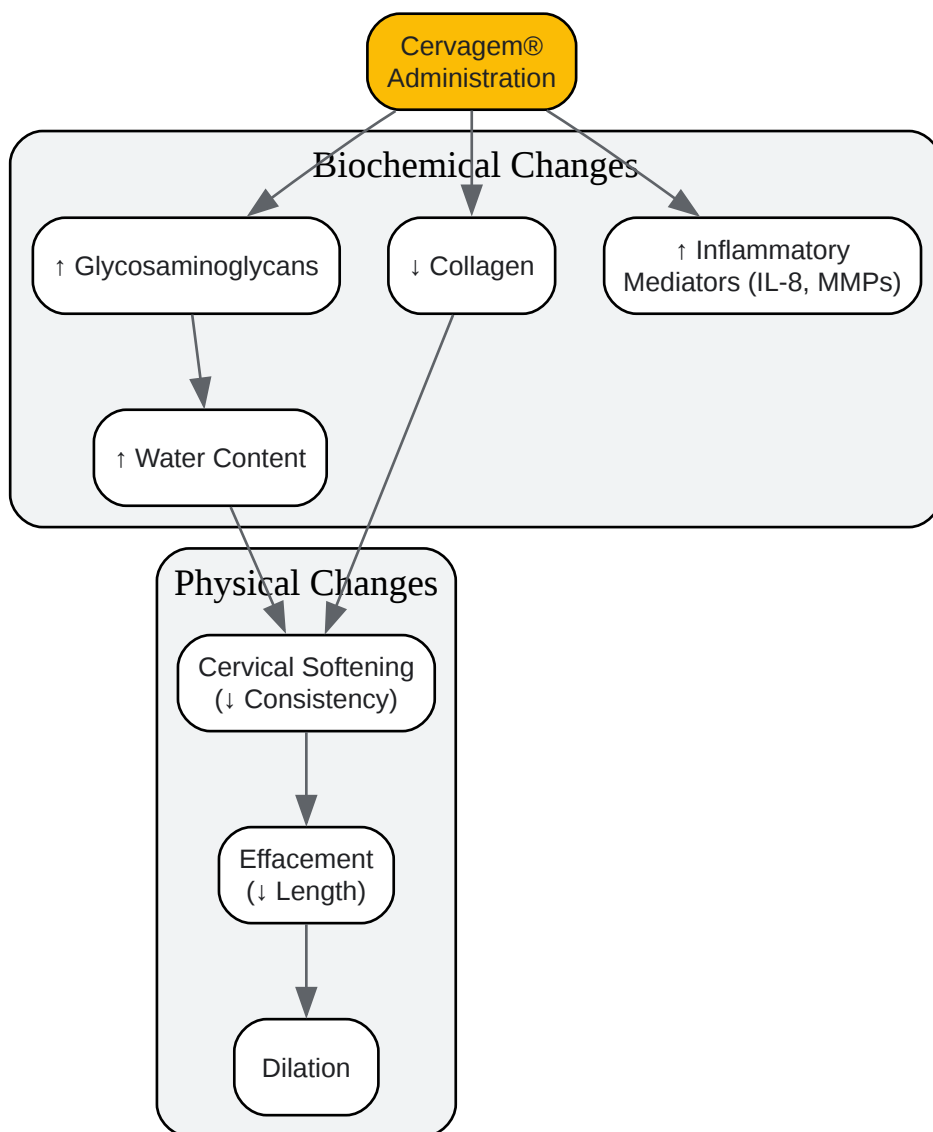 Cervagem®
Administration
Biochemical Changes
↑ Glycosaminoglycans
↓ Collagen
↑ Inflammatory
Mediators (IL-8, MMPs)
↑ Water Content
Physical Changes
Cervical Softening
(↓ Consistency)
Effacement
(↓ Length)
Dilation